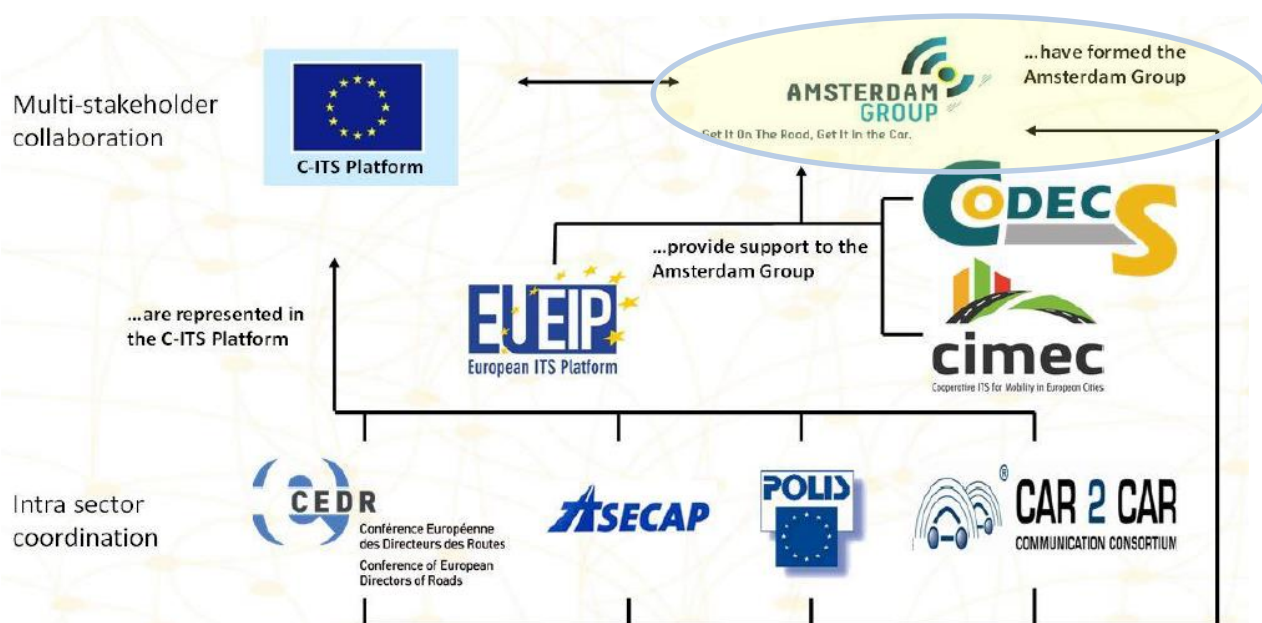 Multi-stakeholder
collaboration
C-ITS Platform
AMSTERDAM
GROUP
Get It On The Road, Get It In the Car.
...have formed the
Amsterdam Group
CODECS
...provide support to the
Amsterdam Group
EUEIP
European ITS Platform
cimec
Cooperative ITS for Mobility in European Cities
...are represented in
the C-ITS Platform
Intra sector
coordination
CEDR
Conférence Européenne
des Directeurs des Routes
Conference of European
Directors of Roads
ASECAP
POLIS
®
CAR 2 CAR
COMMUNICATION CONSORTIUM